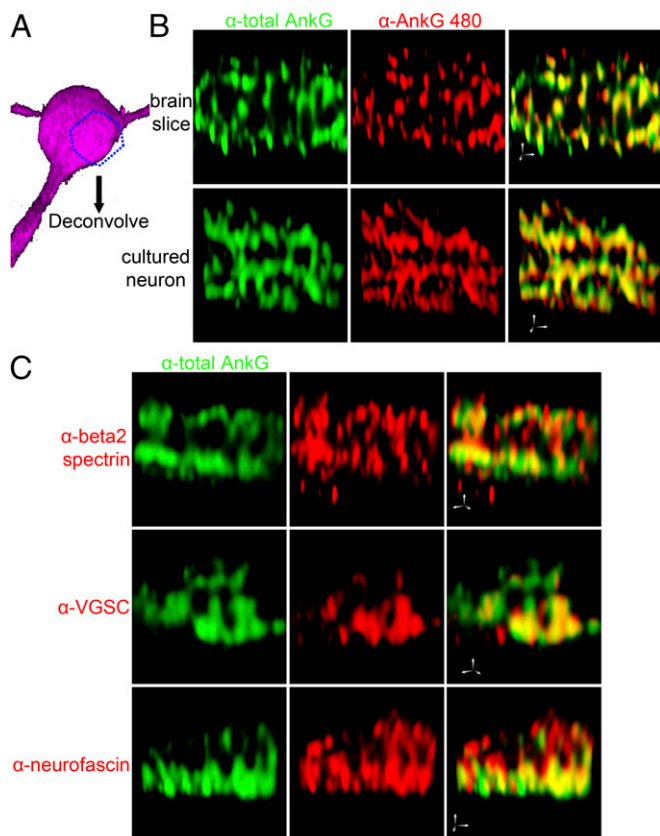 A
B
α-total AnkG
α-AnkG 480
brain
slice
Deconvolve
cultured
neuron
C
α-total AnkG
α-beta2
spectrin
α-VGSC
α-neurofascin